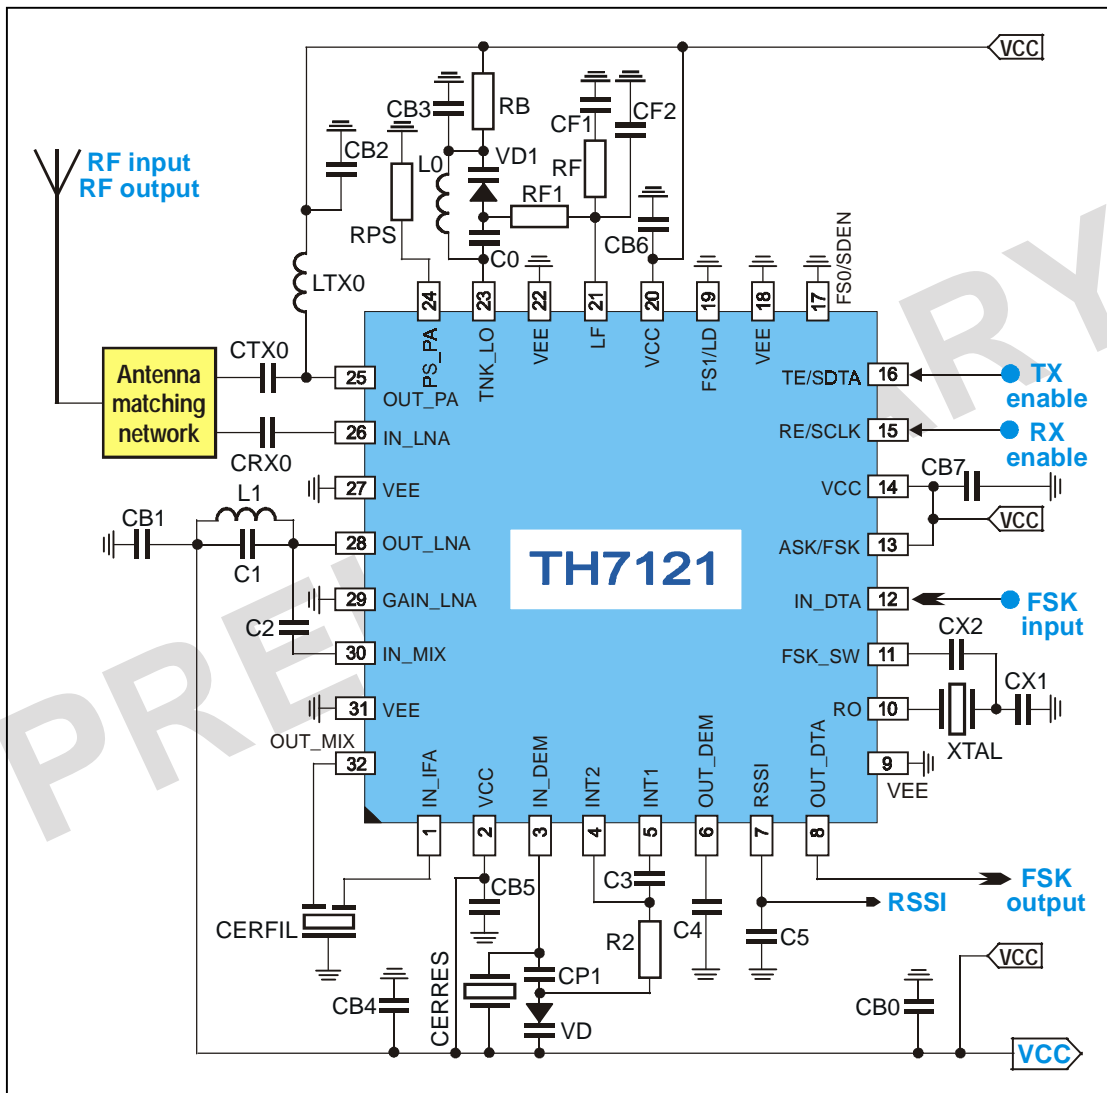 VCC
CB3
RB
CF1
CF2
CB2
L0
VD1
RF
RF input
RF output
RF1
RPS
C0
CB6
FS0/SDEN
LTX0
24
23
22
21
20
19
18
17
PS_PA
TNK_LO
VEE
LF
VCC
FS1/LD
VEE
CTX0
Antenna
matching
network
25
OUT_PA
26
IN_LNA
CRX0
27
VEE
L1
CB1
28
OUT_LNA
C1
29
GAIN_LNA
C2
30
IN_MIX
31
VEE
OUT_MIX
32
TH7121
TE/SDTA
16
TX
enable
RE/SCLK
15
RX
enable
CB7
VCC
14
VCC
ASK/FSK
13
IN_DTA
12
FSK
input
CX2
FSK_SW
11
CX1
RO
10
XTAL
9
VEE
IN_IFA
VCC
IN_DEM
INT2
INT1
OUT_DEM
RSSI
OUT_DTA
1
2
3
4
5
6
7
8
CERFIL
CB5
C3
FSK
output
RSSI
R2
C4
C5
CERRES
CP1
VCC
CB4
VD
CB0
VCC
PRELIMINARY